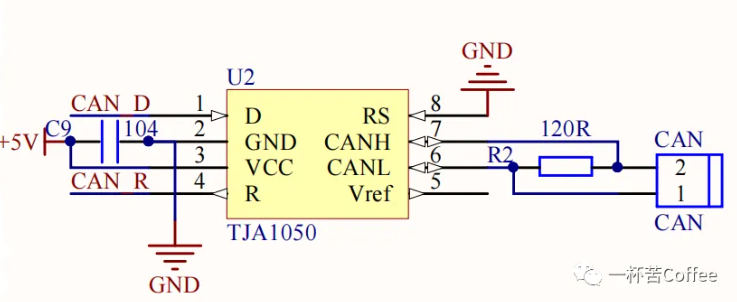 GND
U2
CAN_D 1 D RS 8
+5V C9 104 2 GND CANH 7 120R CAN
3 VCC CANL 6 R2 2
CAN_R 4 R Vref 5 1
TJA1050 CAN
GND
一杯苦Coffee